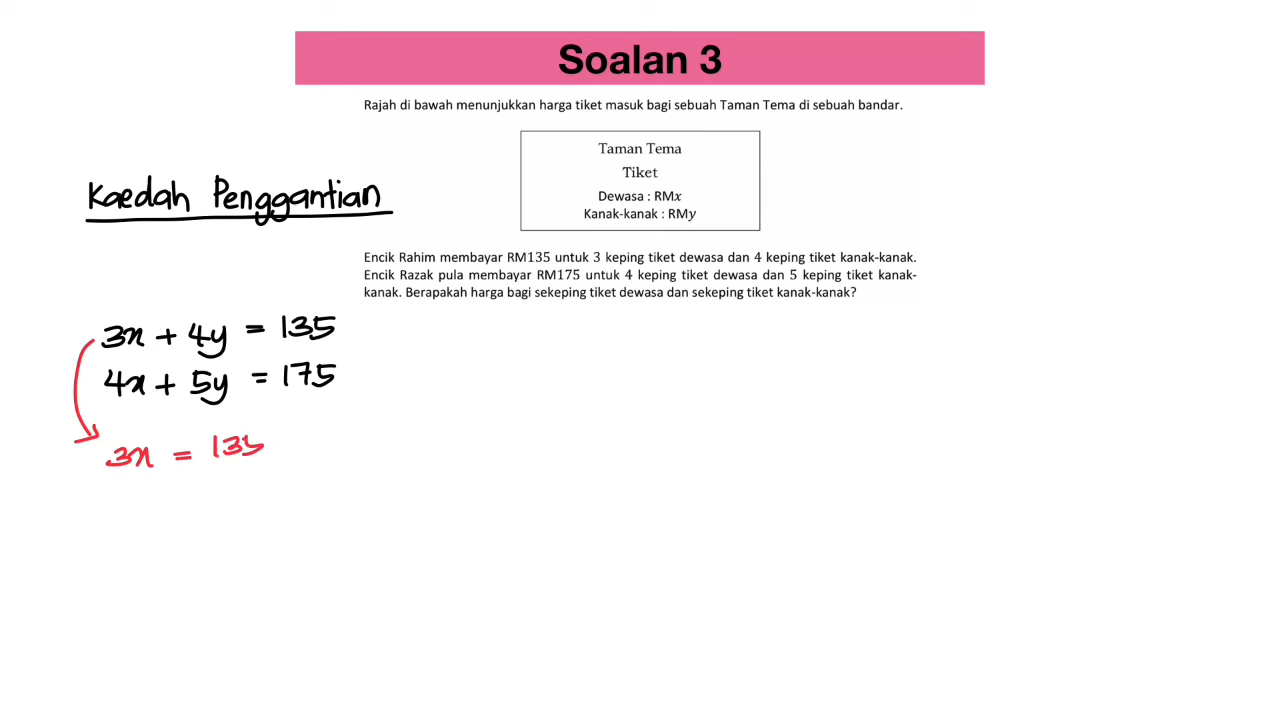 Soalan 3
Rajah di bawah menunjukkan harga tiket masuk bagi sebuah Taman Tema di sebuah bandar.
Taman Tema
Tiket
Dewasa : RMx
Kanak-kanak : RMy
Kaedah Penggantian
Encik Rahim membayar RM135 untuk 3 keping tiket dewasa dan 4 keping tiket kanak-kanak.
Encik Razak pula membayar RM175 untuk 4 keping tiket dewasa dan 5 keping tiket kanak-
kanak. Berapakah harga bagi sekeping tiket dewasa dan sekeping tiket kanak-kanak?
3x + 4y = 135
4x + 5y = 175
3x = 135